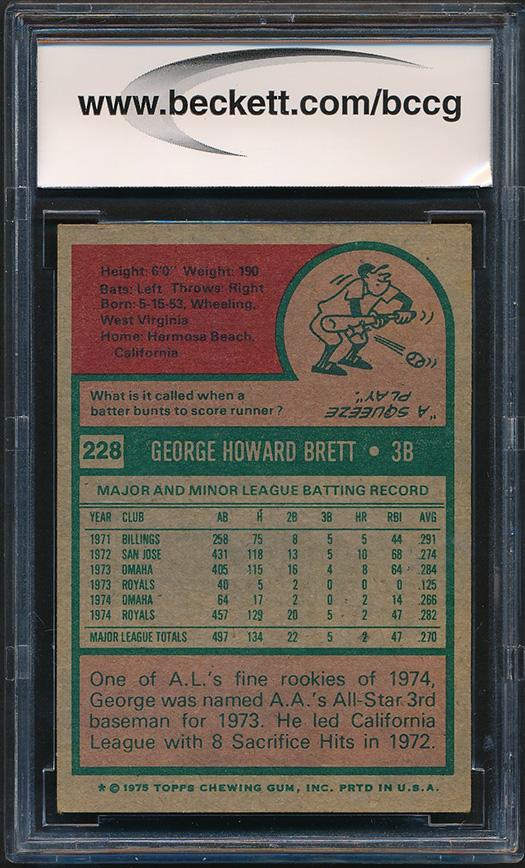 www.beckett.com/bccg
Height: 6'0" Weight: 190
Bats: Left Throws: Right
Born: 5-15-53, Wheeling,
West Virginia
Home: Hermosa Beach,
California
What is it called when a
batter bunts to score runner?
"A SQUEEZE
PLAY".
228 GEORGE HOWARD BRETT • 3B
MAJOR AND MINOR LEAGUE BATTING RECORD
YEAR CLUB AB H 2B 3B HR RBI AVG
1971 BILLINGS 258 75 8 5 5 44 .291
1972 SAN JOSE 431 118 13 5 10 68 .274
1973 OMAHA 405 115 16 4 8 64 .284
1973 ROYALS 40 5 2 0 0 0 .125
1974 OMAHA 64 17 2 0 2 14 .266
1974 ROYALS 457 129 20 5 2 47 .282
MAJOR LEAGUE TOTALS 497 134 22 5 2 47 .270
One of A.L.'s fine rookies of 1974,
George was named A.A.'s All-Star 3rd
baseman for 1973. He led California
League with 8 Sacrifice Hits in 1972.
* © 1975 TOPPS CHEWING GUM, INC. PRTD IN U.S.A.